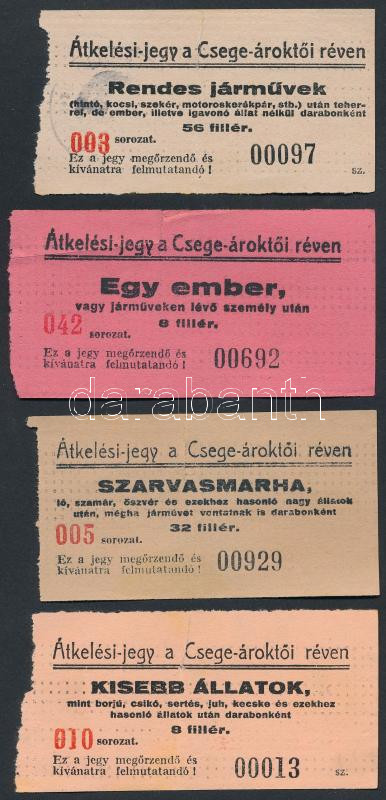 Átkelési-jegy a Csege-ároktői réven
Rendes járművek
(hintó, kocsi, szekér, motoroskerékpár, stb.) után teher-
rel, de ember, illetve igavonó állat nélkül darabonként
56 fillér.
003 sorozat.
Ez a jegy megőrzendő és
kívánatra felmutatandó!
00097
sz.
Átkelési-jegy a Csege-ároktői réven
Egy ember,
vagy járműveken lévő személy után
8 fillér.
042 sorozat.
Ez a jegy megőrzendő és
kívánatra felmutatandó!
00692
darabanth
Átkelési-jegy a Csege-ároktői réven
SZARVASMARHA,
ló, szamár, öszvér és ezekhez hasonló nagy állatok
után, mégha járművet vontatnak is darabonként
32 fillér.
005 sorozat.
Ez a jegy megőrzendő és
kívánatra felmutatandó!
00929
Átkelési-jegy a Csege-ároktői réven
KISEBB ÁLLATOK,
mint borjú, csikó, sertés, juh, kecske és ezekhez
hasonló állatok után darabonként
8 fillér.
010 sorozat.
Ez a jegy megőrzendő és
kívánatra felmutatandó!
00013
sz.